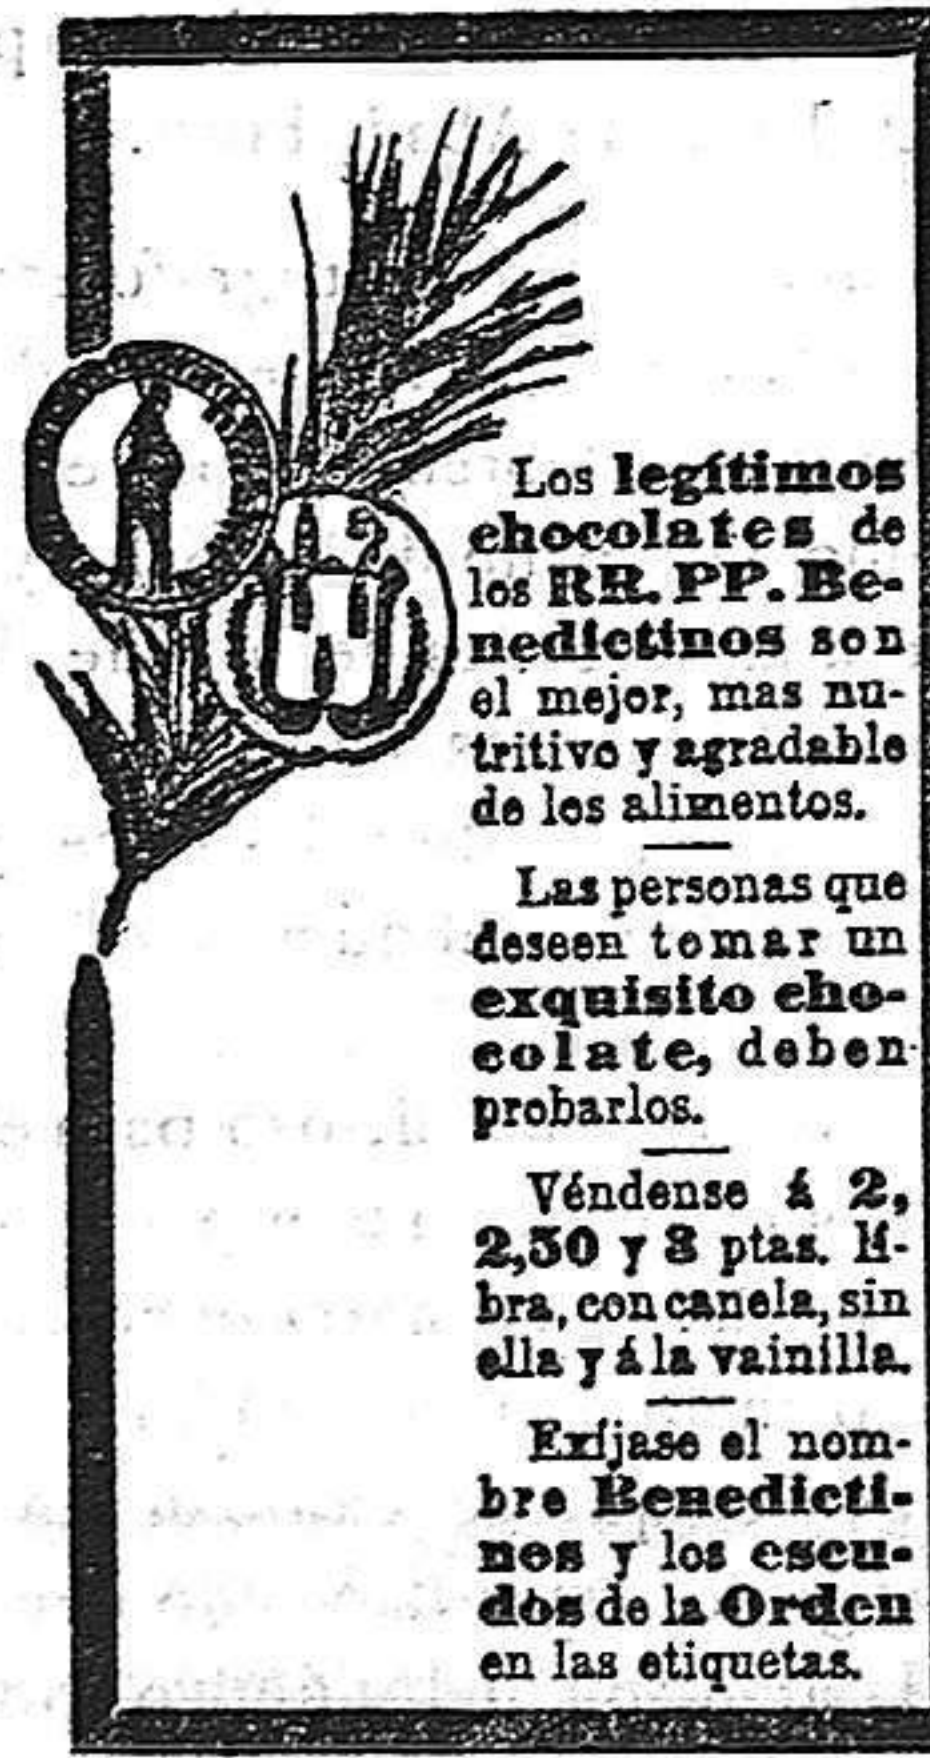 Los legítimos
chocolates de
los RR. PP. Be-
nedictinos son
el mejor, mas nu-
tritivo y agradable
de los alimentos.
Las personas que
deseen tomar un
exquisito cho-
colate, deben
probarlos.
Véndense á 2,
2,50 y 3 ptas. li-
bra, con canela, sin
ella y á la vainilla.
Exíjase el nom-
bre Benedicti-
nos y los escu-
dos de la Orden
en las etiquetas.